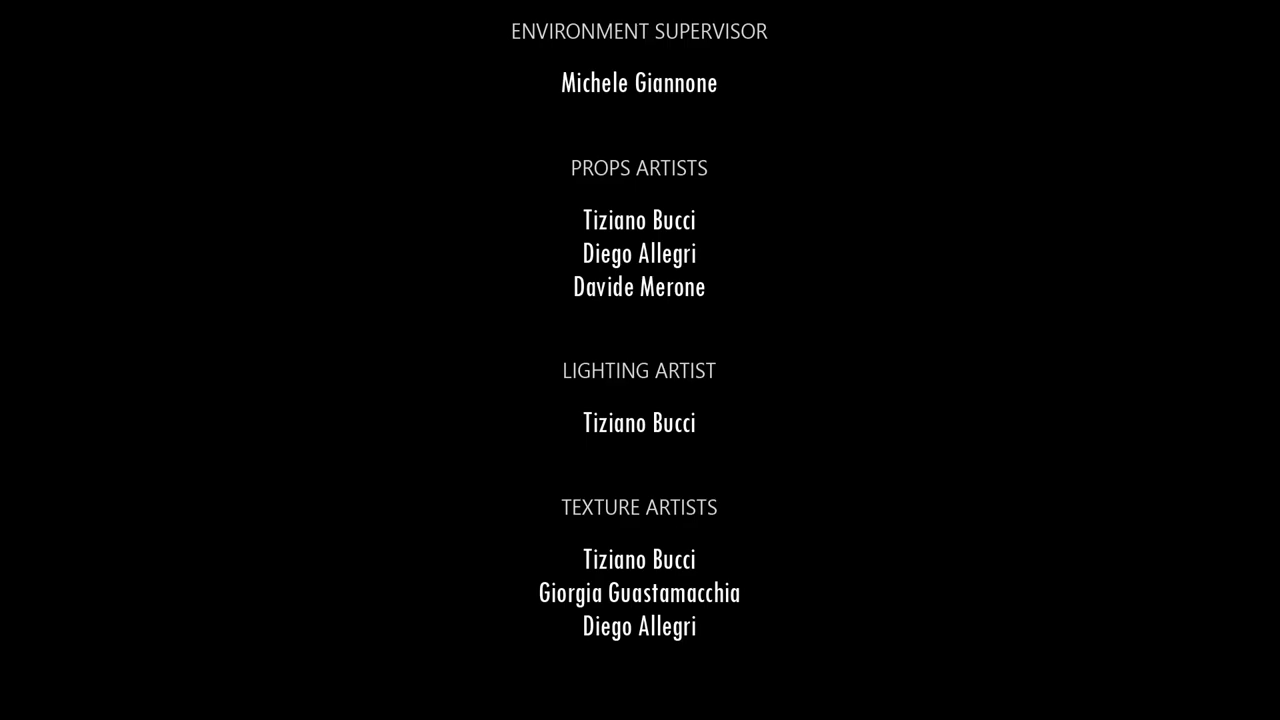 ENVIRONMENT SUPERVISOR
Michele Giannone
PROPS ARTISTS
Tiziano Bucci
Diego Allegri
Davide Merone
LIGHTING ARTIST
Tiziano Bucci
TEXTURE ARTISTS
Tiziano Bucci
Giorgia Guastamacchia
Diego Allegri